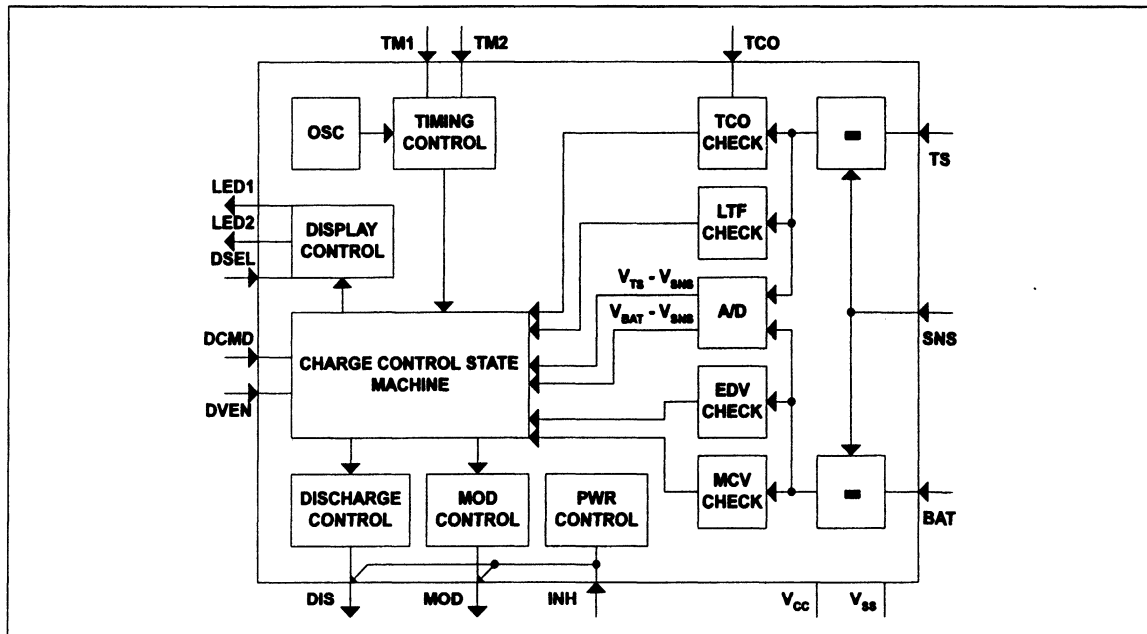 TM1
TM2
TCO
OSC
TIMING
CONTROL
TCO
CHECK
TS
LED1
LED2
DSEL
DISPLAY
CONTROL
LTF
CHECK
V_TS - V_SNS
V_BAT - V_SNS
A/D
SNS
DCMD
DVEN
CHARGE CONTROL STATE
MACHINE
EDV
CHECK
DISCHARGE
CONTROL
MOD
CONTROL
PWR
CONTROL
MCV
CHECK
BAT
DIS
MOD
INH
V_CC
V_SS